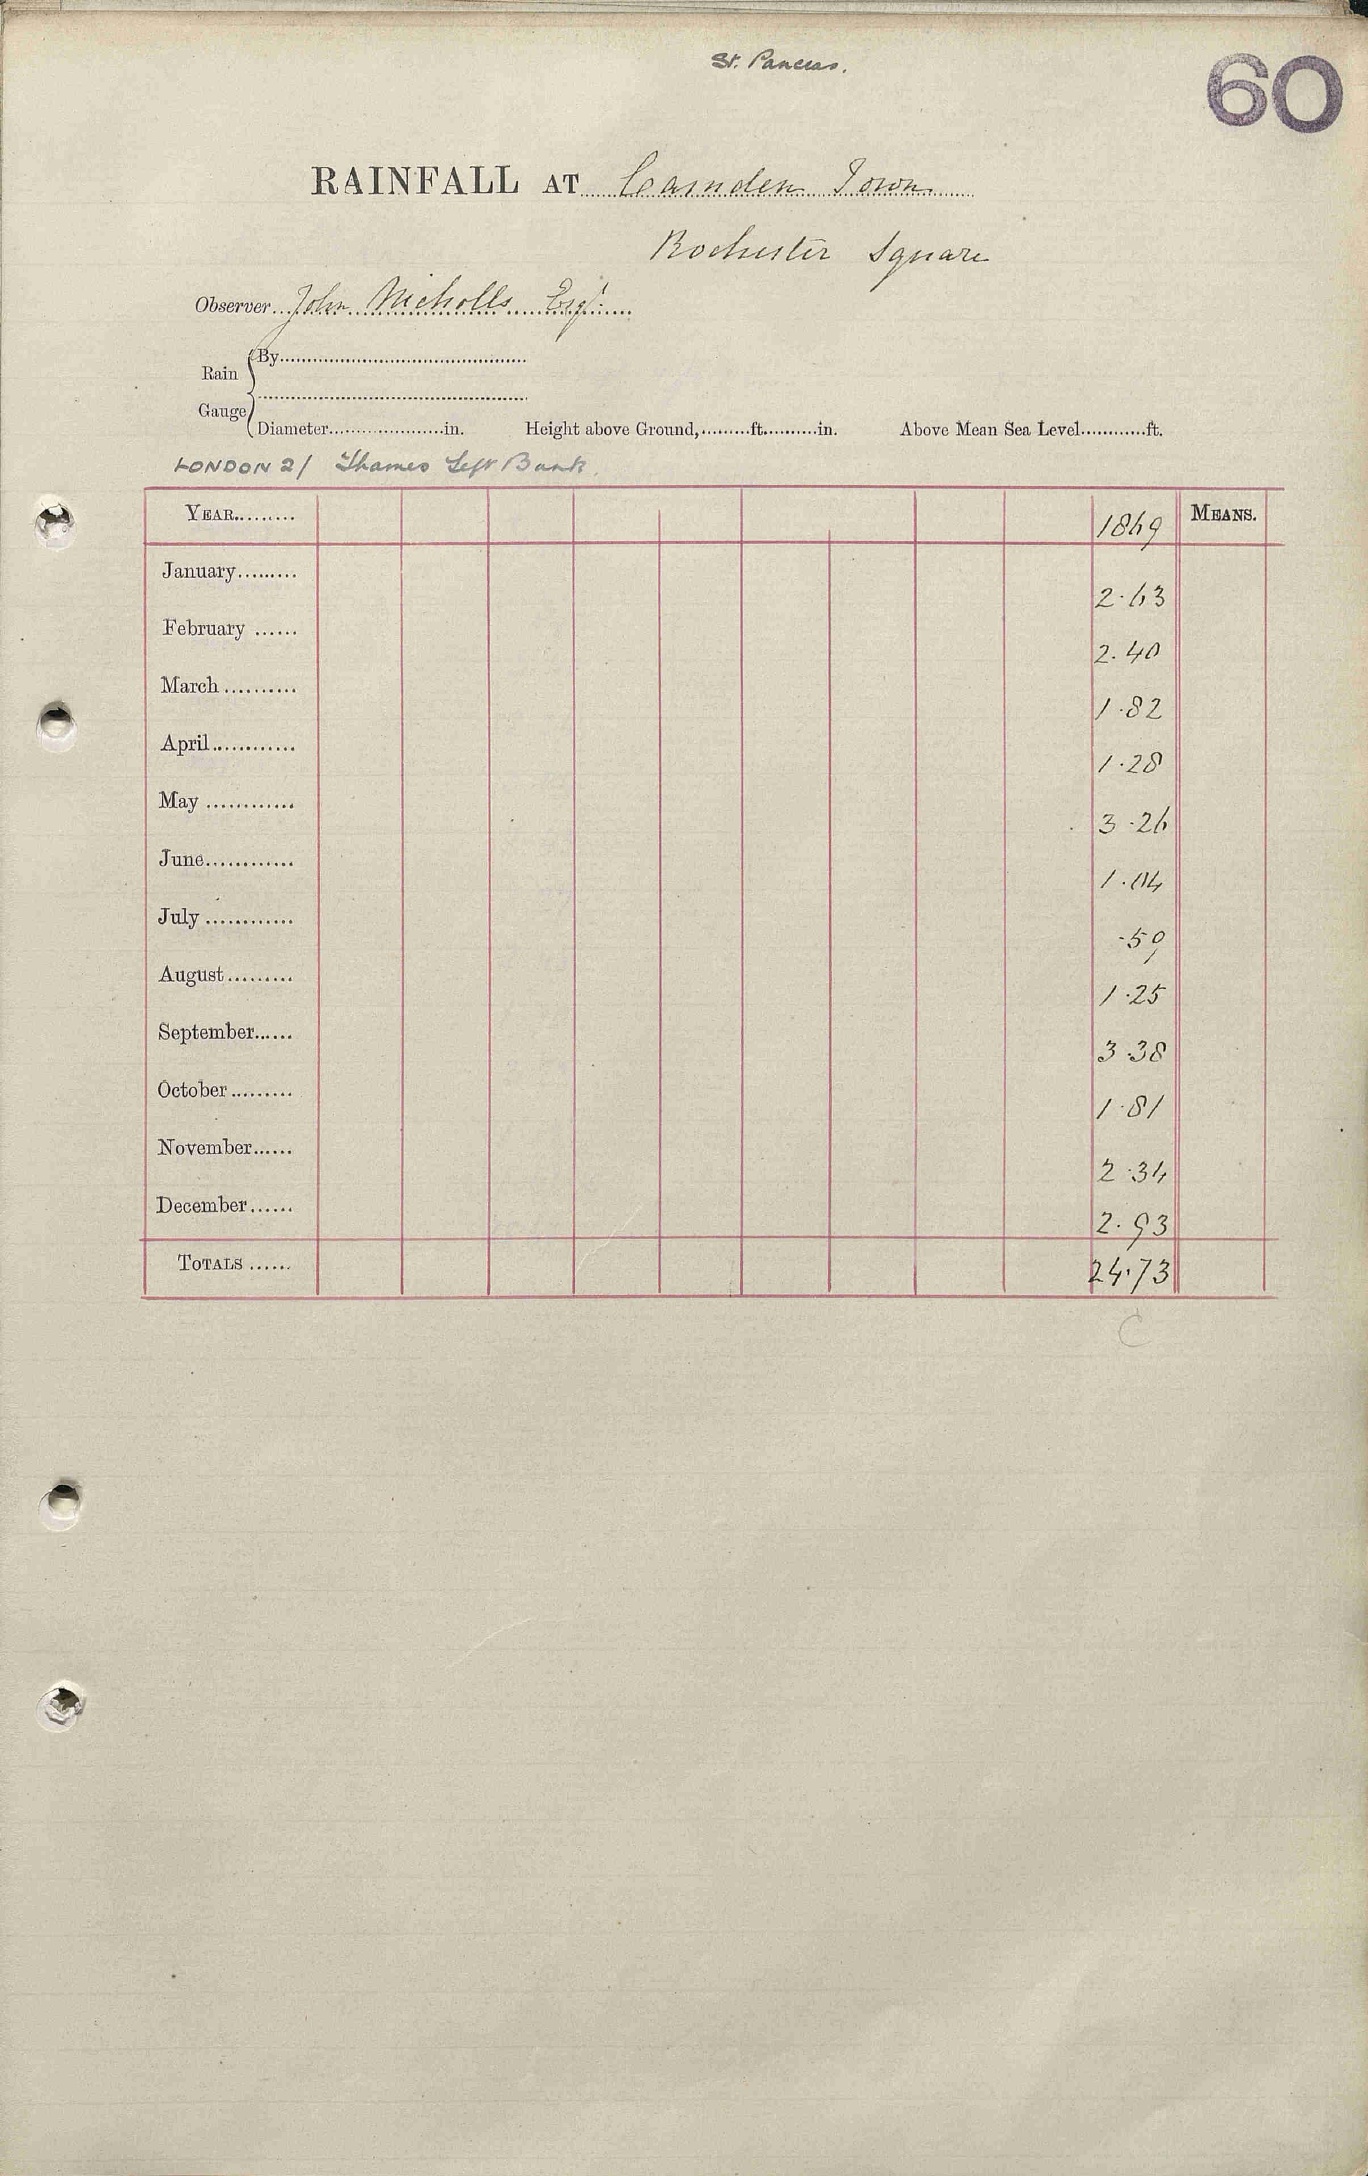 St. Pancras.
60
RAINFALL AT Camden Town
Rochester Square
Observer John Nicholls Esqr.
Rain Gauge
By
Diameter in. Height above Ground, ft. in. Above Mean Sea Level ft.
LONDON 2/ Thames Left Bank.
YEAR 1869 MEANS.
January 2.63
February 2.40
March 1.82
April 1.28
May 3.26
June 1.04
July .59
August 1.25
September 3.38
October 1.81
November 2.34
December 2.93
TOTALS 24.73
C